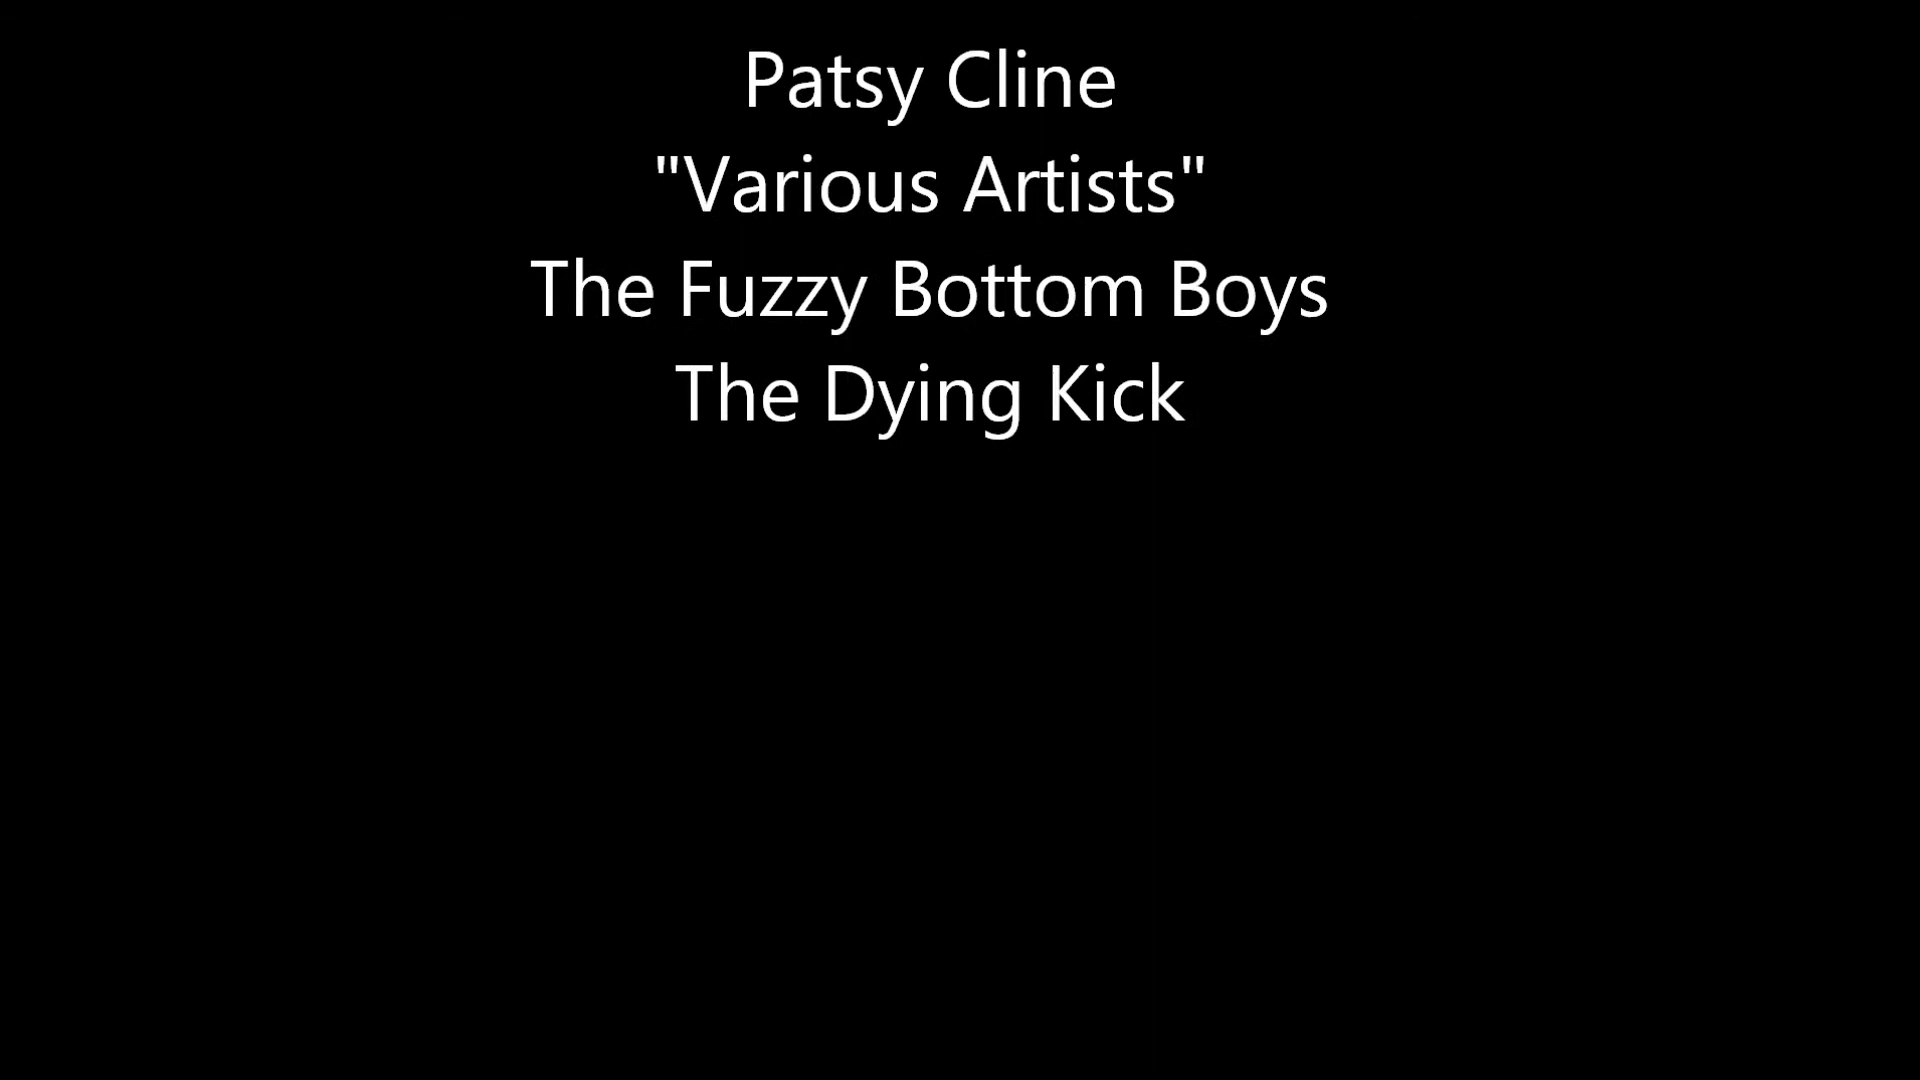 Patsy Cline
"Various Artists"
The Fuzzy Bottom Boys
The Dying Kick